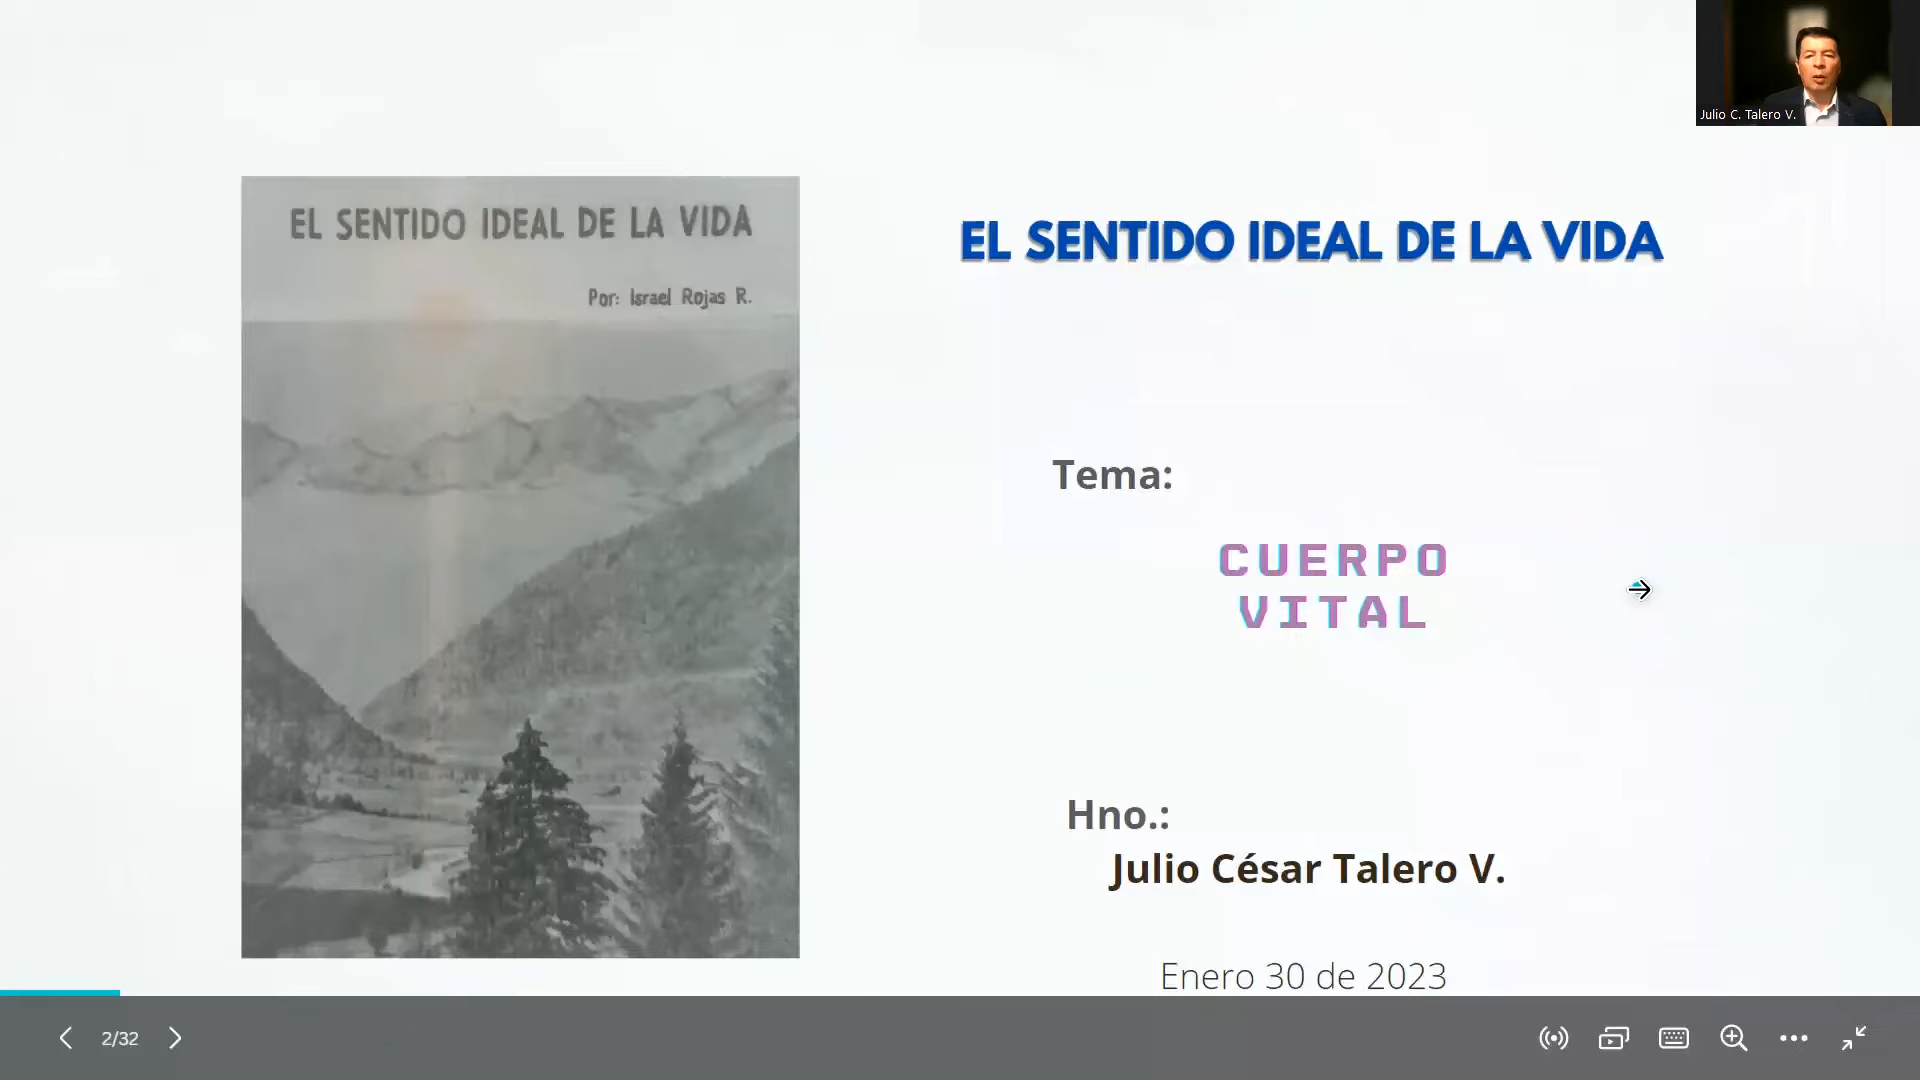 Julio C. Talero V.
EL SENTIDO IDEAL DE LA VIDA
Por: Israel Rojas R.
EL SENTIDO IDEAL DE LA VIDA
Tema:
CUERPO
VITAL
Hno.:
Julio César Talero V.
Enero 30 de 2023
2/32